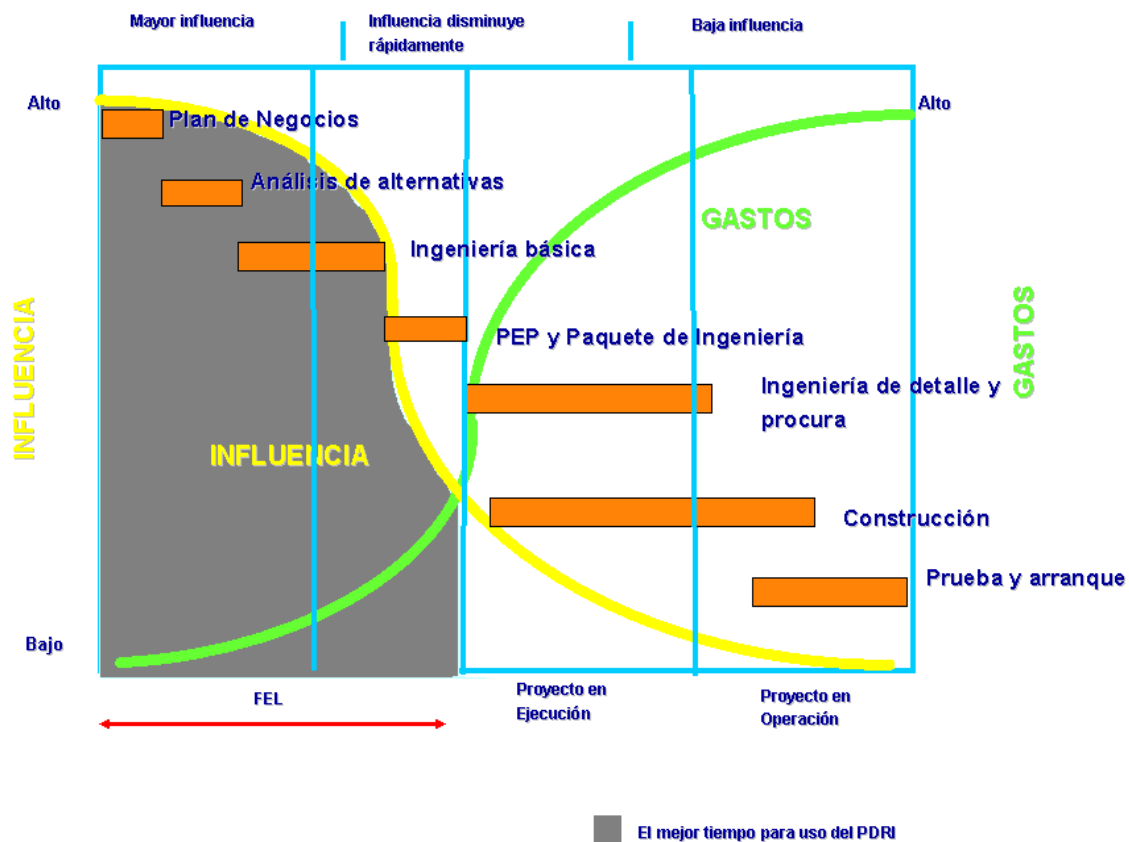 Mayor influencia
Influencia disminuye
rápidamente
Baja influencia
Alto
Alto
Plan de Negocios
Análisis de alternativas
GASTOS
Ingeniería básica
INFLUENCIA
GASTOS
PEP y Paquete de Ingeniería
Ingeniería de detalle y
procura
INFLUENCIA
Construcción
Prueba y arranque
Bajo
FEL
Proyecto en
Ejecución
Proyecto en
Operación
El mejor tiempo para uso del PDRI